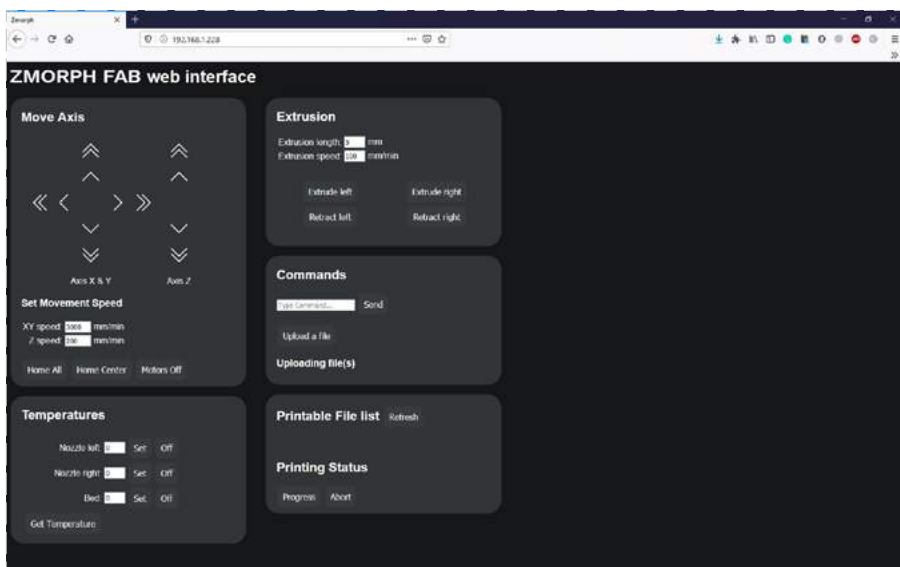 Zmorph
192.168.1.228
ZMORPH FAB web interface
Move Axis
Axis X & Y
Axis Z
Set Movement Speed
XY speed: 3000 mm/min
Z speed: 200 mm/min
Home All Home Center Motors Off
Temperatures
Nozzle left: 0 Set Off
Nozzle right: 0 Set Off
Bed: 0 Set Off
Get Temperature
Extrusion
Extrusion length: mm
Extrusion speed: 100 mm/min
Extrude left Extrude right
Retract left Retract right
Commands
Type Command... Send
Upload a file
Uploading file(s)
Printable File list Refresh
Printing Status
Progress Abort